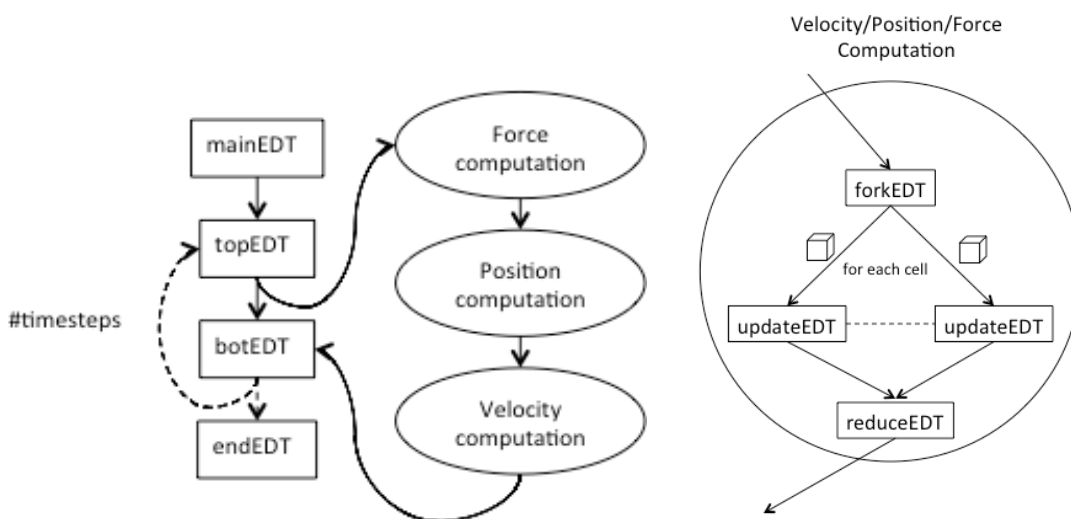 mainEDT
topEDT
#timesteps
botEDT
endEDT
Force
computation
Position
computation
Velocity
computation
Velocity/Position/Force
Computation
forkEDT
for each cell
updateEDT
updateEDT
reduceEDT